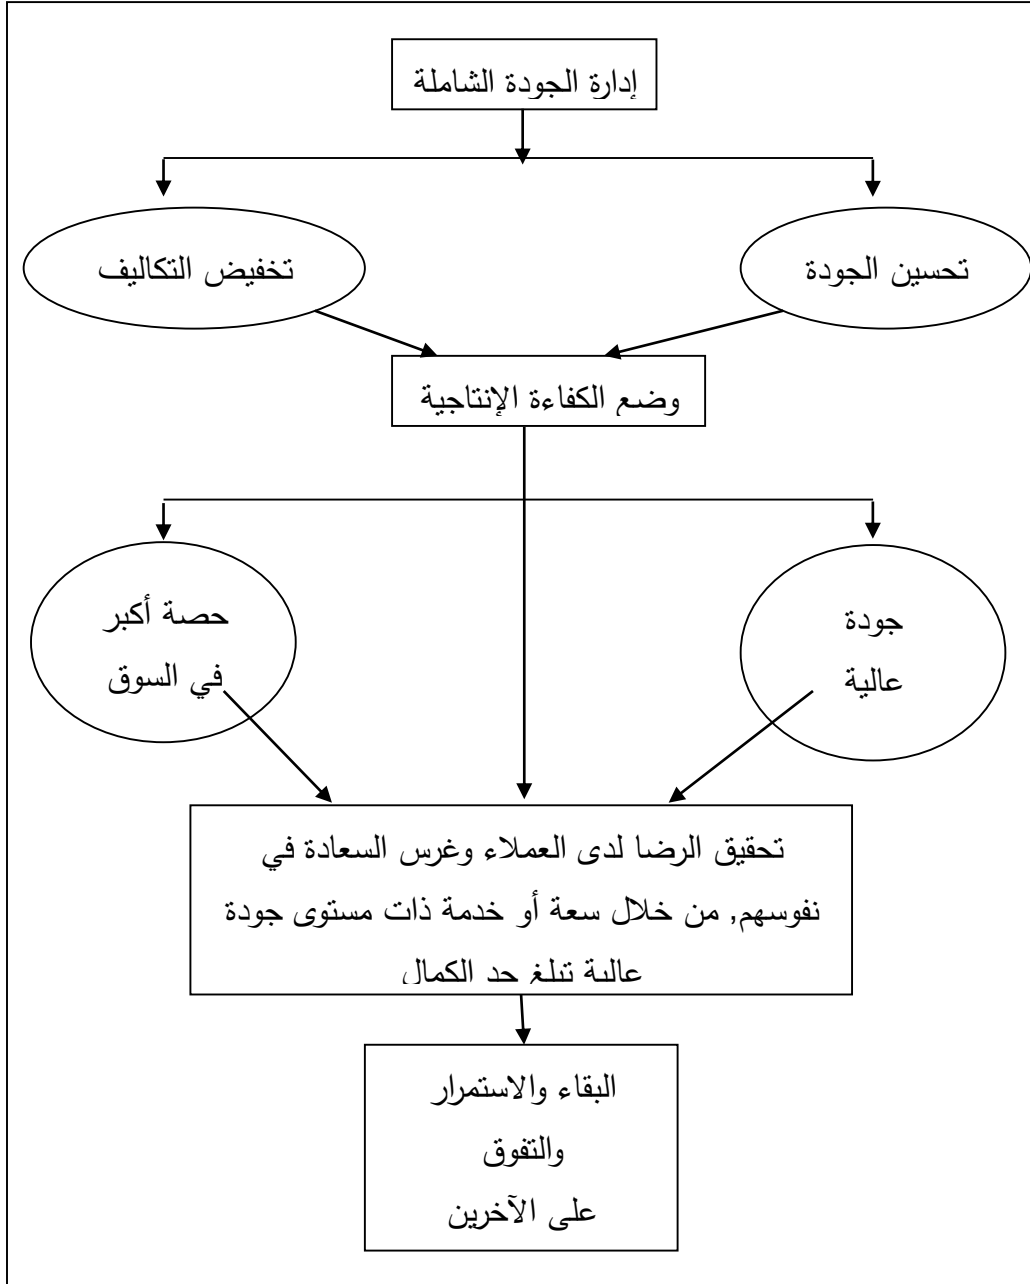 إدارة الجودة الشاملة
تحسين الجودة
تخفيض التكاليف
وضع الكفاءة الإنتاجية
جودة
عالية
حصة أكبر
في السوق
تحقيق الرضا لدى العملاء وغرس السعادة في
نفوسهم, من خلال سعة أو خدمة ذات مستوى جودة
عالية تبلغ حد الكمال
البقاء والاستمرار
والتفوق
على الآخرين